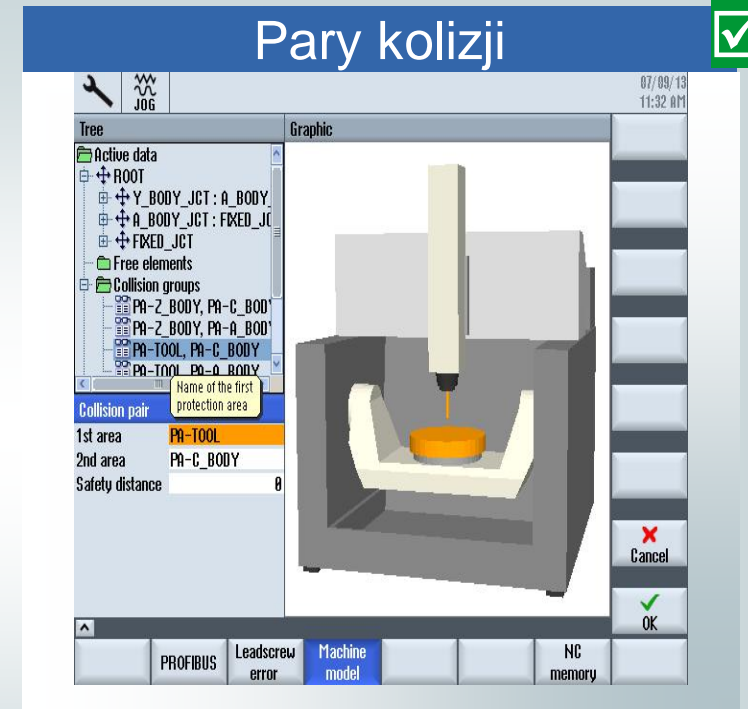 Pary kolizji
JOG
07/09/13
11:32 AM
Tree
Graphic
Active data
ROOT
Y_BODY_JCT : A_BODY_
A_BODY_JCT : FIXED_JC
FIXED_JCT
Free elements
Collision groups
PA-Z_BODY, PA-C_BODY
PA-Z_BODY, PA-A_BODY
PA-TOOL, PA-C_BODY
PA-TOOL, PA-A_BODY
Name of the first
protection area
Collision pair
1st area PA-TOOL
2nd area PA-C_BODY
Safety distance 0
Cancel
OK
PROFIBUS
Leadscrew
error
Machine
model
NC
memory